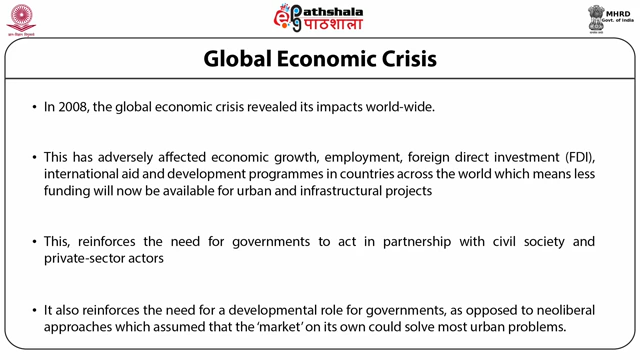 Pathshala
पाठशाला
MHRD
Govt. of India
Global Economic Crisis
• In 2008, the global economic crisis revealed its impacts world-wide.
• This has adversely affected economic growth, employment, foreign direct investment (FDI),
international aid and development programmes in countries across the world which means less
funding will now be available for urban and infrastructural projects
• This, reinforces the need for governments to act in partnership with civil society and
private-sector actors
• It also reinforces the need for a developmental role for governments, as opposed to neoliberal
approaches which assumed that the ‘market’ on its own could solve most urban problems.